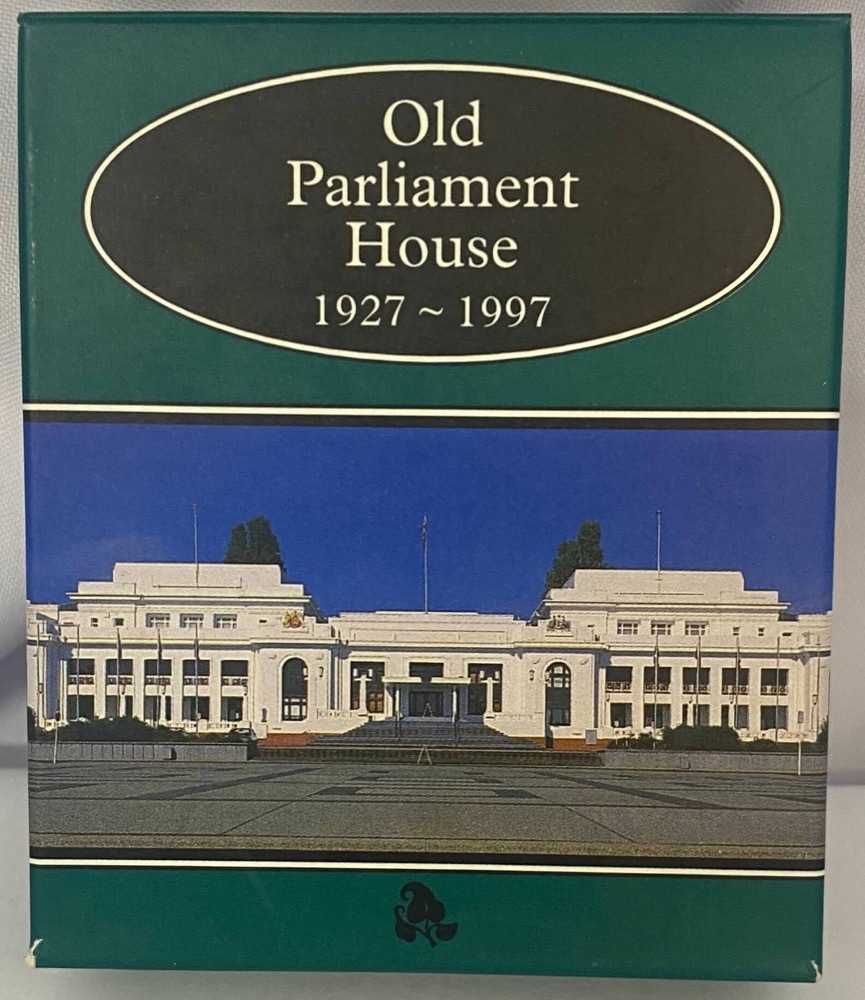 Old
Parliament
House
1927 ~ 1997